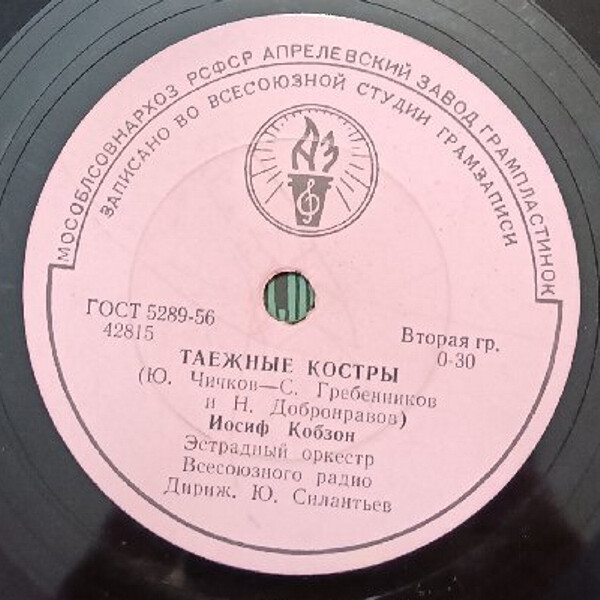 МОСОБЛСОВНАРХОЗ РСФСР АПРЕЛЕВСКИЙ ЗАВОД ГРАМПЛАСТИНОК
ЗАПИСАНО ВО ВСЕСОЮЗНОЙ СТУДИИ ГРАМЗАПИСИ
АЗ
ГОСТ 5289-56
42815
Вторая гр.
0-30
ТАЕЖНЫЕ КОСТРЫ
(Ю. Чичков—С. Гребенников
и Н. Добронравов)
Иосиф Кобзон
Эстрадный оркестр
Всесоюзного радио
Дириж. Ю. Силантьев